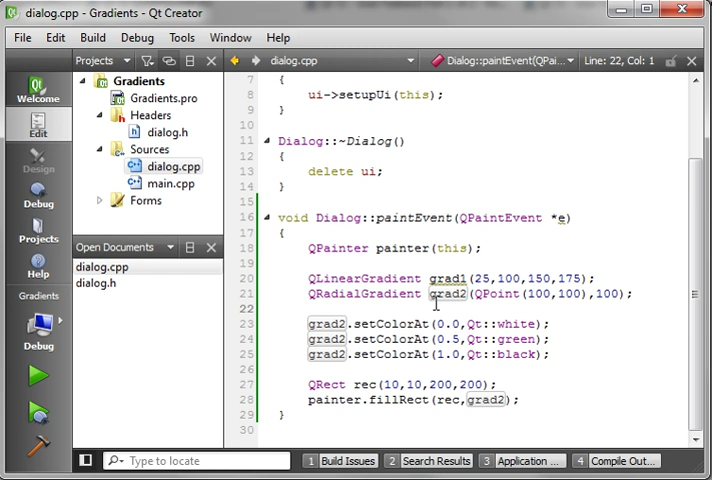 dialog.cpp - Gradients - Qt Creator
File Edit Build Debug Tools Window Help
Projects
dialog.cpp
Dialog::paintEvent(QPai...
Line: 22, Col: 1
Welcome
Edit
Design
Debug
Projects
Help
Gradients
Debug
Gradients
Gradients.pro
Headers
dialog.h
Sources
dialog.cpp
main.cpp
Forms
Open Documents
dialog.cpp
dialog.h
7 {
8 ui->setupUi(this);
9 }
10
11 Dialog::~Dialog()
12 {
13 delete ui;
14 }
15
16 void Dialog::paintEvent(QPaintEvent *e)
17 {
18 QPainter painter(this);
19
20 QLinearGradient grad1(25,100,150,175);
21 QRadialGradient grad2(QPoint(100,100),100);
22
23 grad2.setColorAt(0.0,Qt::white);
24 grad2.setColorAt(0.5,Qt::green);
25 grad2.setColorAt(1.0,Qt::black);
26
27 QRect rec(10,10,200,200);
28 painter.fillRect(rec,grad2);
29 }
30
Type to locate
1 Build Issues
2 Search Results
3 Application ...
4 Compile Out...